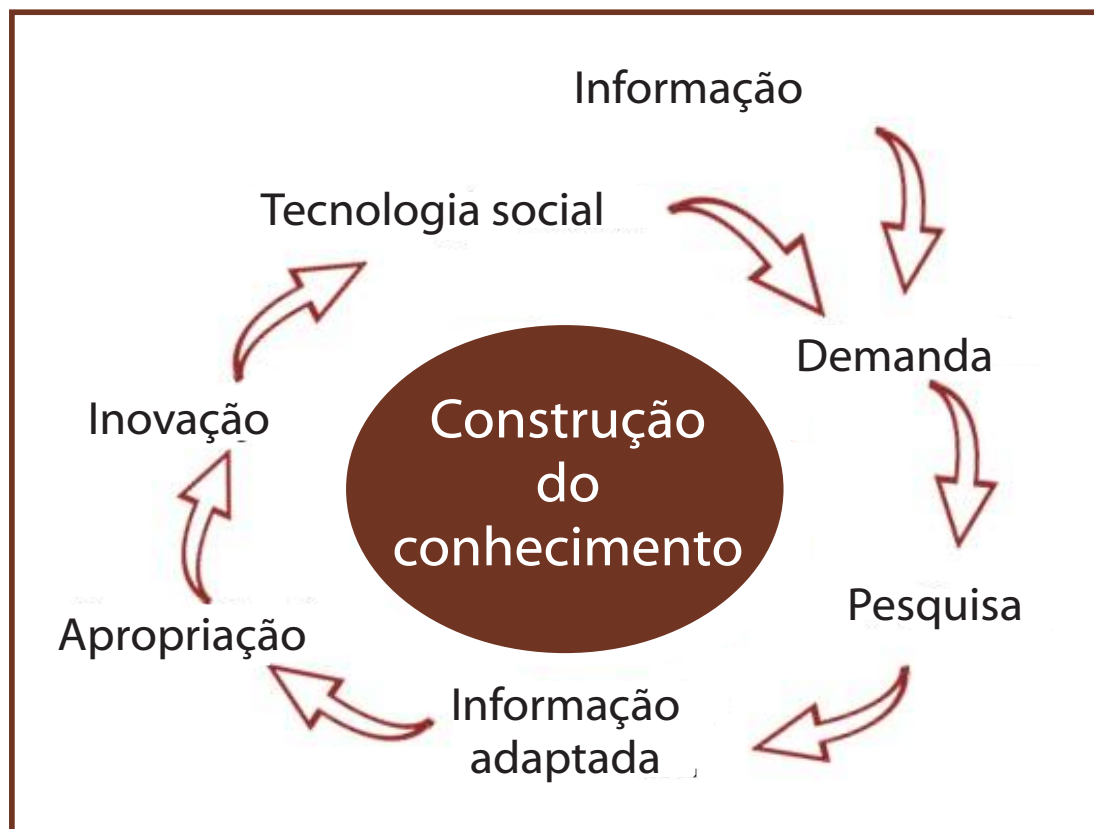 Informação
Tecnologia social
Demanda
Inovação
Construção
do
conhecimento
Pesquisa
Apropriação
Informação
adaptada